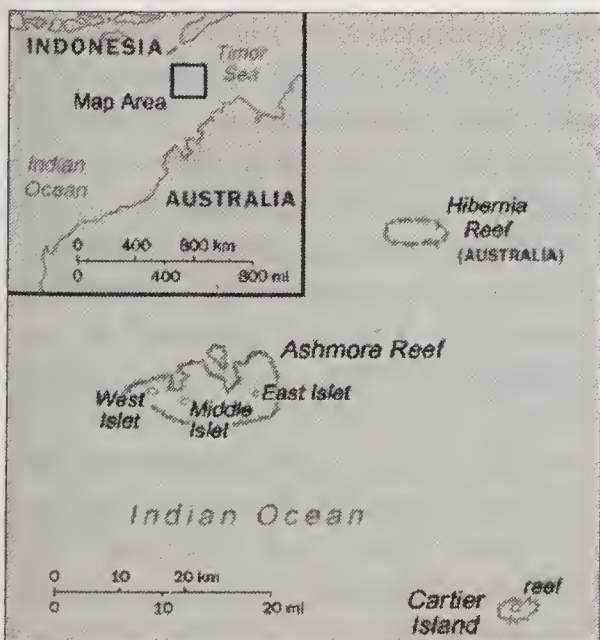 INDONESIA
Timor
Sea
Map Area
Indian
Ocean
AUSTRALIA
0 400 800 km
0 400 800 mi
Hibernia
Reef
(AUSTRALIA)
Ashmore Reef
West
Islet
Middle
Islet
East Islet
Indian Ocean
0 10 20 km
0 10 20 mi
reef
Cartier
Island